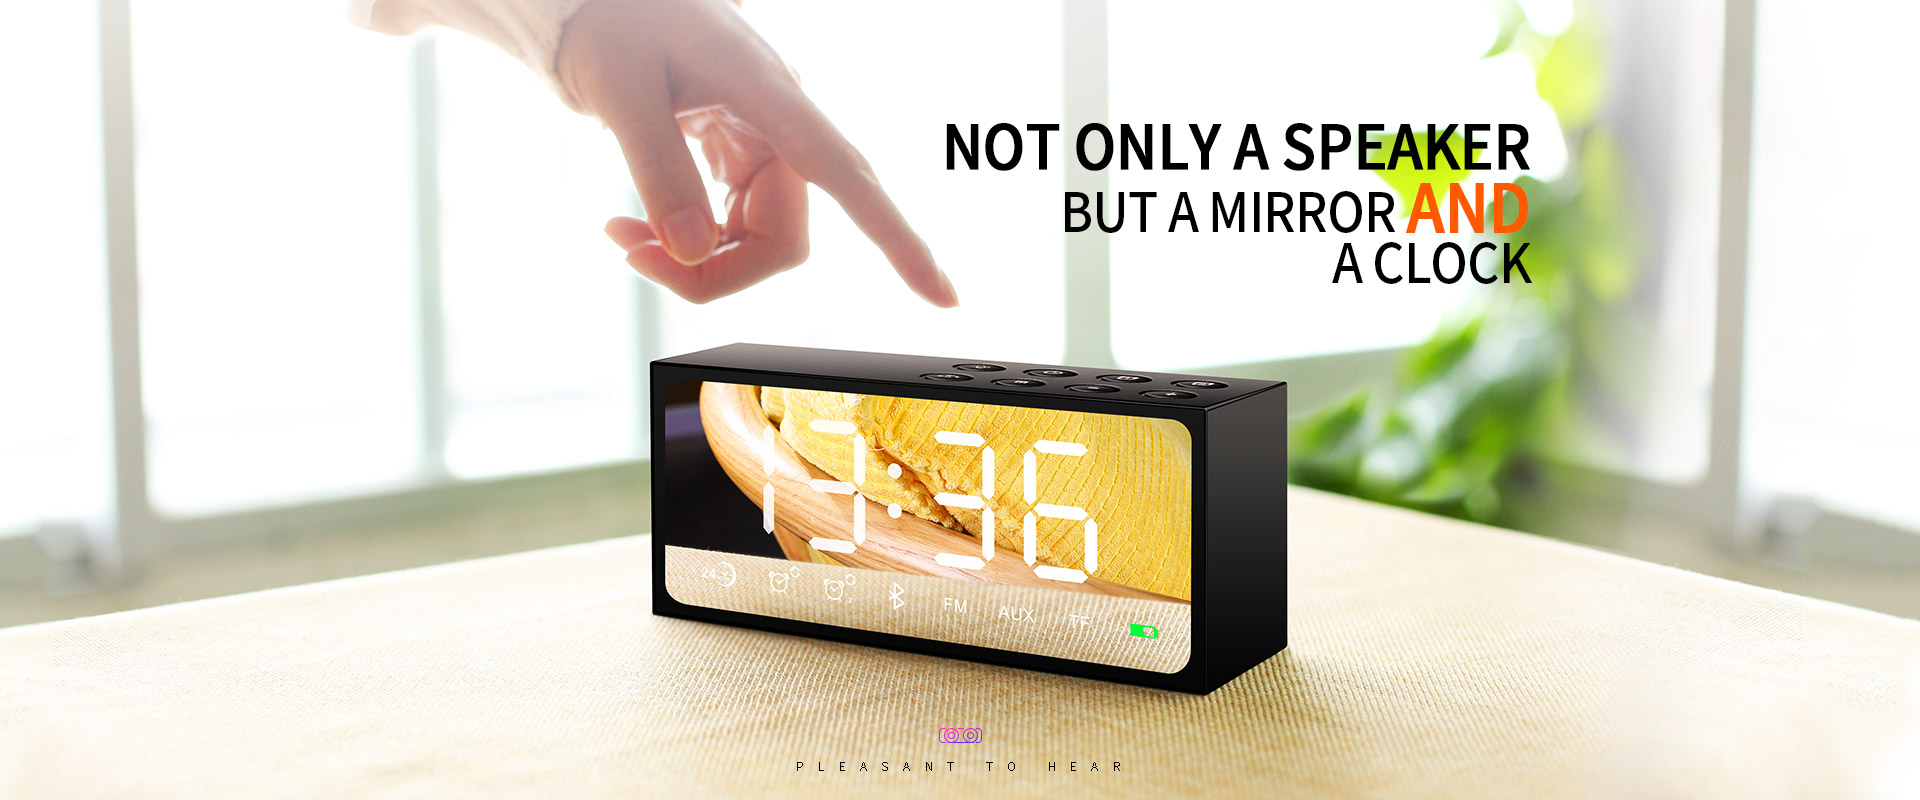 NOT ONLY A SPEAKER
BUT A MIRROR AND
A CLOCK
13:36
24
FM AUX TF
PLEASANT TO HEAR